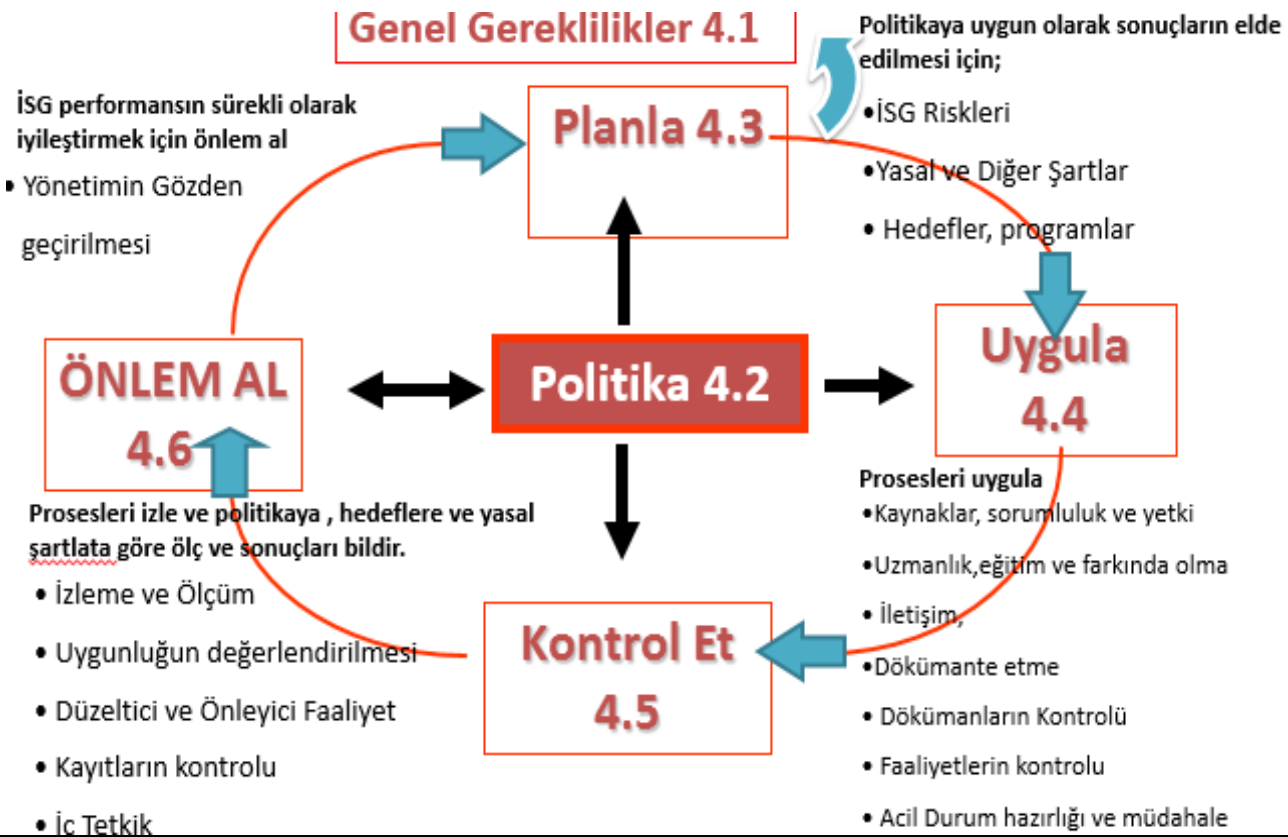 Genel Gereklilikler 4.1
Politikaya uygun olarak sonuçların elde
edilmesi için;
•İSG Riskleri
•Yasal ve Diğer Şartlar
• Hedefler, programlar
İSG performansın sürekli olarak
iyileştirmek için önlem al
• Yönetimin Gözden
geçirilmesi
Planla 4.3
ÖNLEM AL
4.6
Politika 4.2
Uygula
4.4
Prosesleri uygula
•Kaynaklar, sorumluluk ve yetki
•Uzmanlık,eğitim ve farkında olma
• İletişim,
•Dökümante etme
• Dökümanların Kontrolü
• Faaliyetlerin kontrolu
• Acil Durum hazırlığı ve müdahale
Prosesleri izle ve politikaya , hedeflere ve yasal
şartlata göre ölç ve sonuçları bildir.
• İzleme ve Ölçüm
• Uygunluğun değerlendirilmesi
• Düzeltici ve Önleyici Faaliyet
• Kayıtların kontrolu
• İç Tetkik
Kontrol Et
4.5